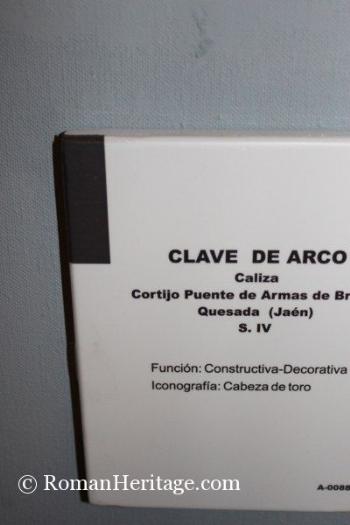 CLAVE DE ARCO
Caliza
Cortijo Puente de Armas de
Quesada (Jaén)
S. IV
Función: Constructiva-Decorativa
Iconografía: Cabeza de toro
A-0088
© RomanHeritage.com